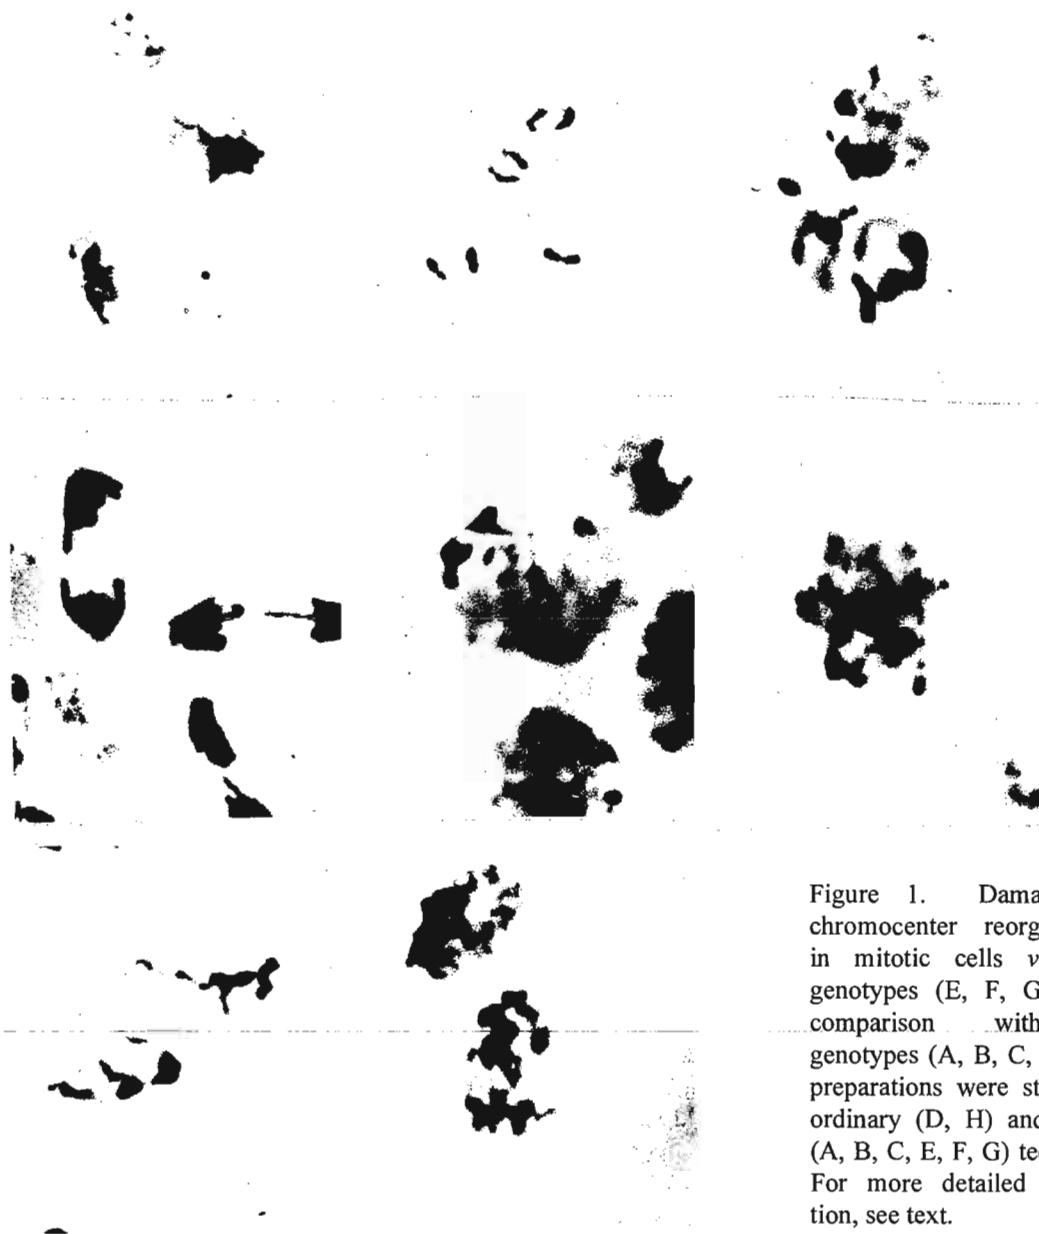 Figure 1. Dama
chromocenter reorg
in mitotic cells v
genotypes (E, F, G
comparison with
genotypes (A, B, C,
preparations were st
ordinary (D, H) and
(A, B, C, E, F, G) te
For more detailed
tion, see text.